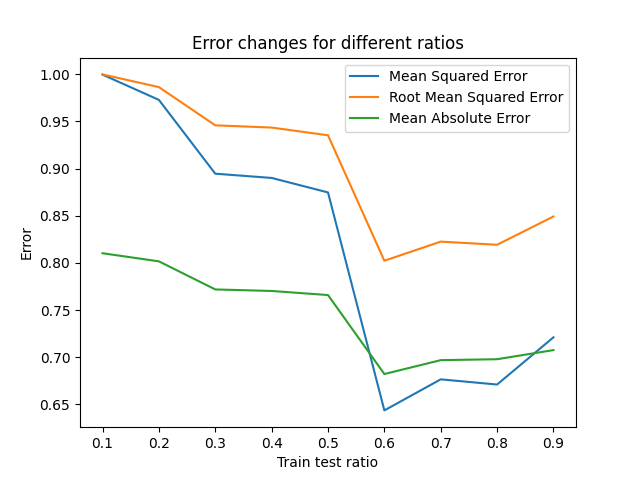 Error changes for different ratios
Mean Squared Error
Root Mean Squared Error
Mean Absolute Error
Error
1.00
0.95
0.90
0.85
0.80
0.75
0.70
0.65
0.1 0.2 0.3 0.4 0.5 0.6 0.7 0.8 0.9
Train test ratio